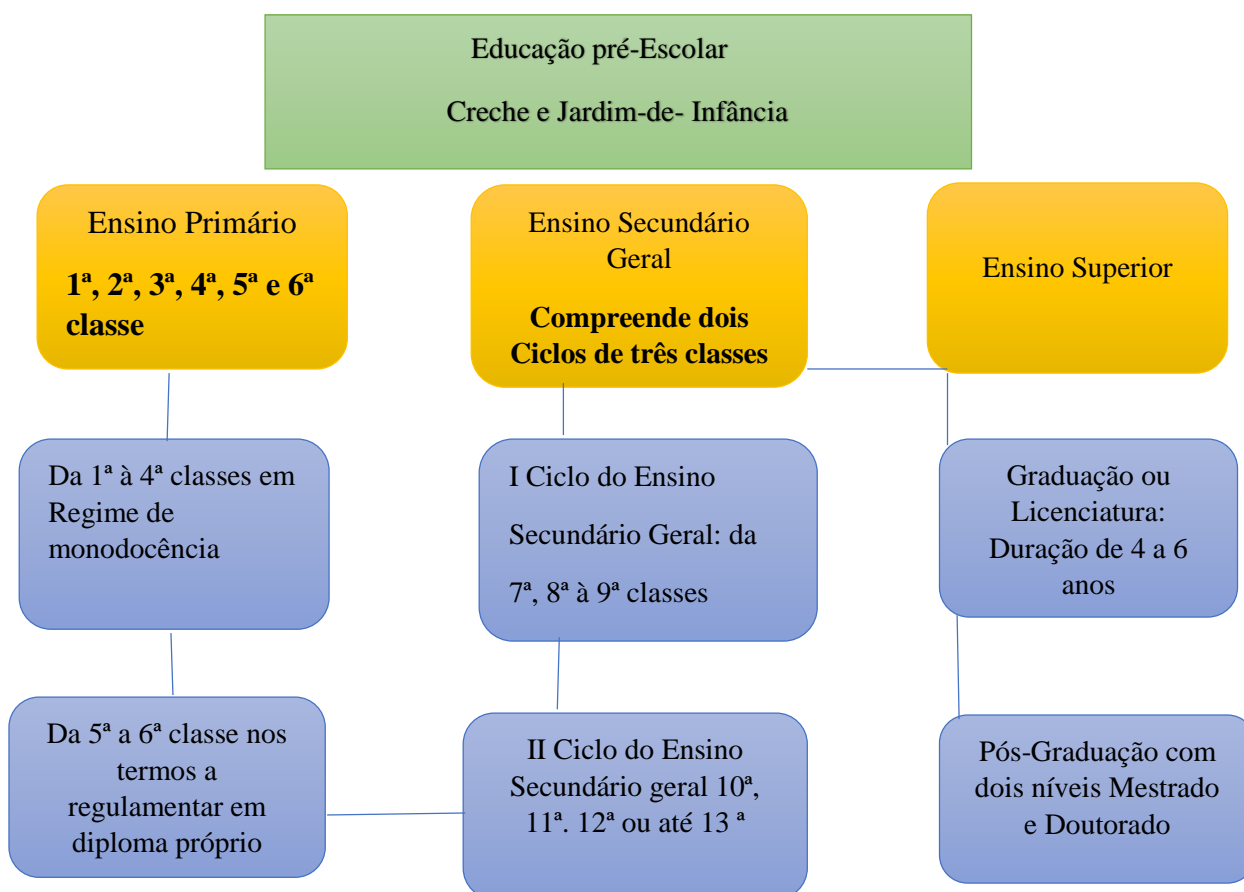 Educação pré-Escolar
Creche e Jardim-de- Infância
Ensino Primário
1ª, 2ª, 3ª, 4ª, 5ª e 6ª
classe
Ensino Secundário
Geral
Compreende dois
Ciclos de três classes
Ensino Superior
Da 1ª à 4ª classes em
Regime de
monodocência
I Ciclo do Ensino
Secundário Geral: da
7ª, 8ª à 9ª classes
Graduação ou
Licenciatura:
Duração de 4 a 6
anos
Da 5ª a 6ª classe nos
termos a
regulamentar em
diploma próprio
II Ciclo do Ensino
Secundário geral 10ª,
11ª. 12ª ou até 13 ª
Pós-Graduação com
dois níveis Mestrado
e Doutorado